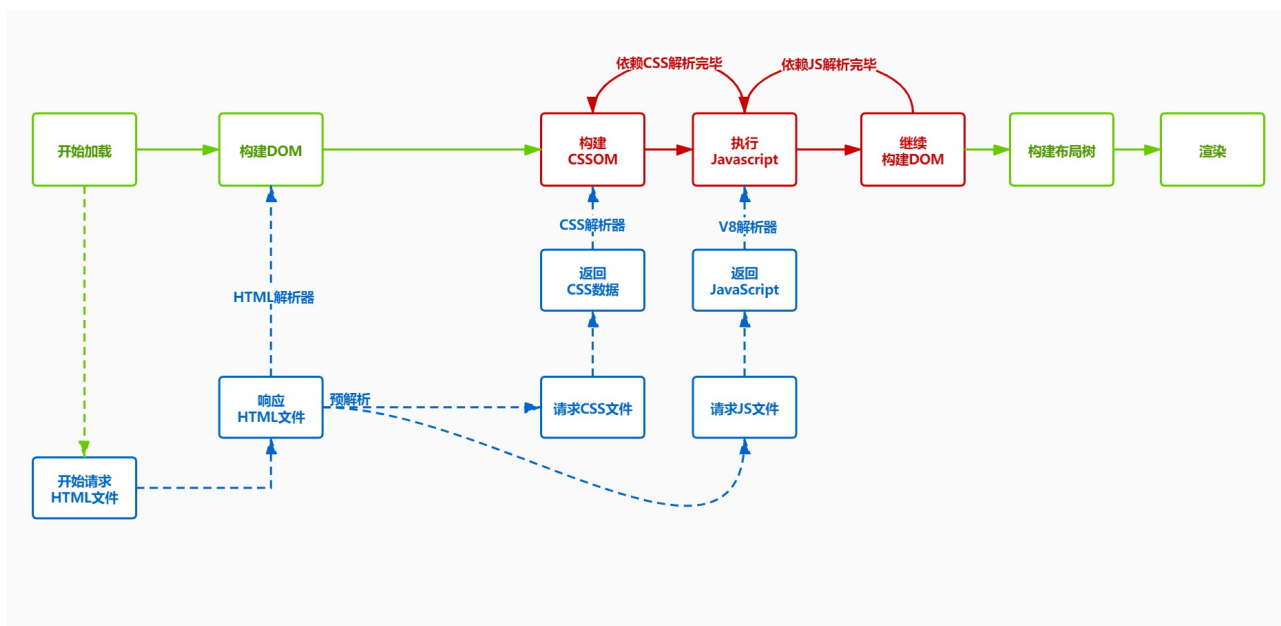 依赖CSS解析完毕
依赖JS解析完毕
开始加载
构建DOM
构建
CSSOM
执行
Javascript
继续
构建DOM
构建布局树
渲染
CSS解析器
V8解析器
返回
CSS数据
返回
JavaScript
HTML解析器
响应
HTML文件
预解析
请求CSS文件
请求JS文件
开始请求
HTML文件